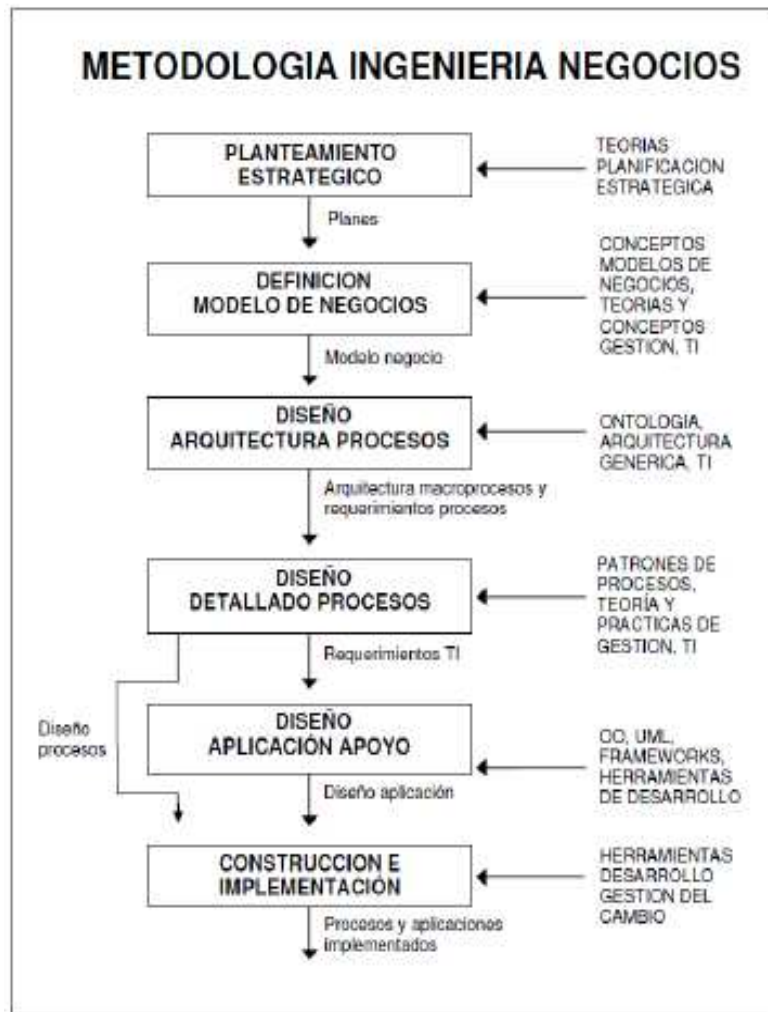 METODOLOGIA INGENIERIA NEGOCIOS
PLANTEAMIENTO
ESTRATEGICO
TEORIAS
PLANIFICACION
ESTRATEGICA
Planes
DEFINICION
MODELO DE NEGOCIOS
CONCEPTOS
MODELOS DE
NEGOCIOS,
TEORIAS Y
CONCEPTOS
GESTION, TI
Modelo negocio
DISEÑO
ARQUITECTURA PROCESOS
ONTOLOGIA,
ARQUITECTURA
GENERICA, TI
Arquitectura macroprocesos y
requerimientos procesos
DISEÑO
DETALLADO PROCESOS
PATRONES DE
PROCESOS,
TEORÍA Y
PRACTICAS DE
GESTION, TI
Requerimientos TI
Diseño
procesos
DISEÑO
APLICACIÓN APOYO
OO, UML,
FRAMEWORKS,
HERRAMIENTAS
DE DESARROLLO
Diseño aplicación
CONSTRUCCION E
IMPLEMENTACIÓN
HERRAMIENTAS
DESARROLLO
GESTION DEL
CAMBIO
Procesos y aplicaciones
implementados